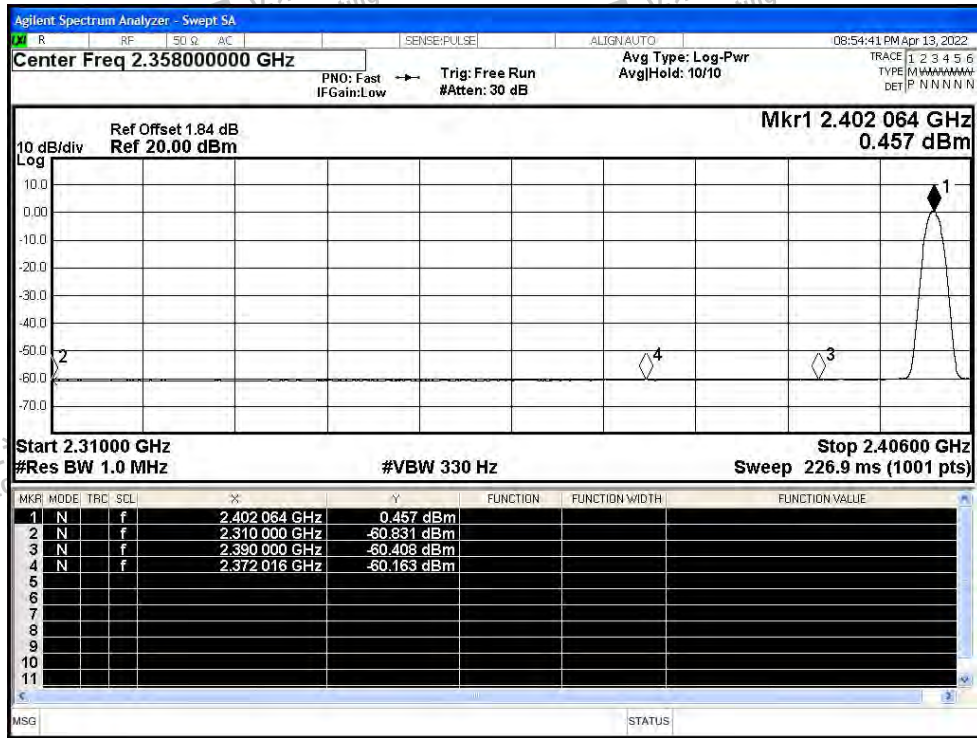 Agilent Spectrum Analyzer - Swept SA
LXI R RF 50 Ω AC SENSE:PULSE ALIGNAUTO 08:54:41 PM Apr 13, 2022
Center Freq 2.358000000 GHz
PNO: Fast Trig: Free Run Avg Type: Log-Pwr TRACE 1 2 3 4 5 6
IFGain:Low #Atten: 30 dB Avg|Hold: 10/10 TYPE M W W W W W
DET P N N N N N
Ref Offset 1.84 dB Mkr1 2.402 064 GHz
10 dB/div Ref 20.00 dBm 0.457 dBm
Log
10.0 1
0.00
-10.0
-20.0
-30.0
-40.0
-50.0 2 4 3
-60.0
-70.0
Start 2.31000 GHz Stop 2.40600 GHz
#Res BW 1.0 MHz #VBW 330 Hz Sweep 226.9 ms (1001 pts)
MKR MODE TRC SCL X Y FUNCTION FUNCTION WIDTH FUNCTION VALUE
1 N f 2.402 064 GHz 0.457 dBm
2 N f 2.310 000 GHz -60.831 dBm
3 N f 2.390 000 GHz -60.408 dBm
4 N f 2.372 016 GHz -60.163 dBm
5
6
7
8
9
10
11
MSG STATUS